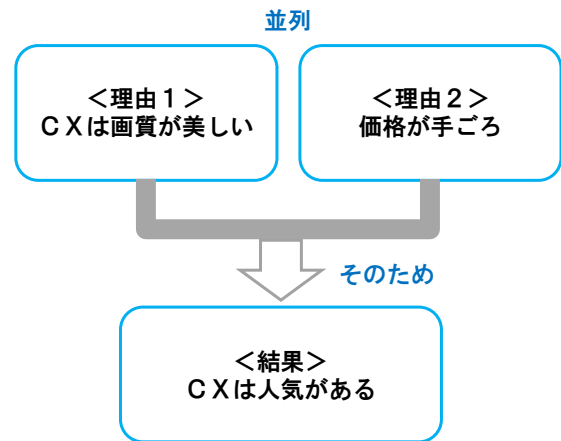 並列
＜理由１＞
ＣＸは画質が美しい
＜理由２＞
価格が手ごろ
そのため
＜結果＞
ＣＸは人気がある